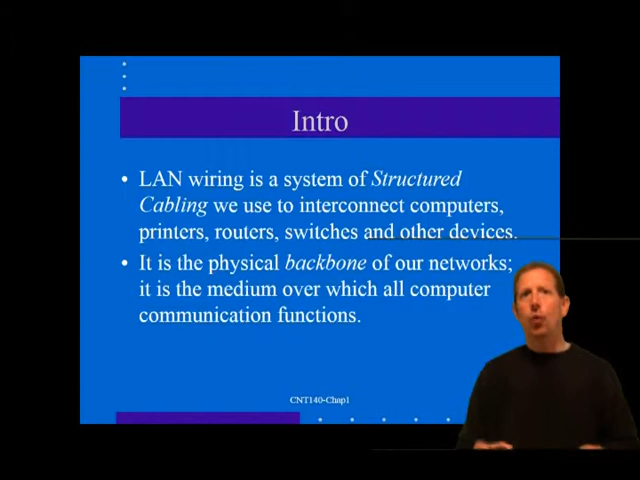 Intro
• LAN wiring is a system of Structured
Cabling we use to interconnect computers,
printers, routers, switches and other devices.
• It is the physical backbone of our networks;
it is the medium over which all computer
communication functions.
CNT140-Chap1